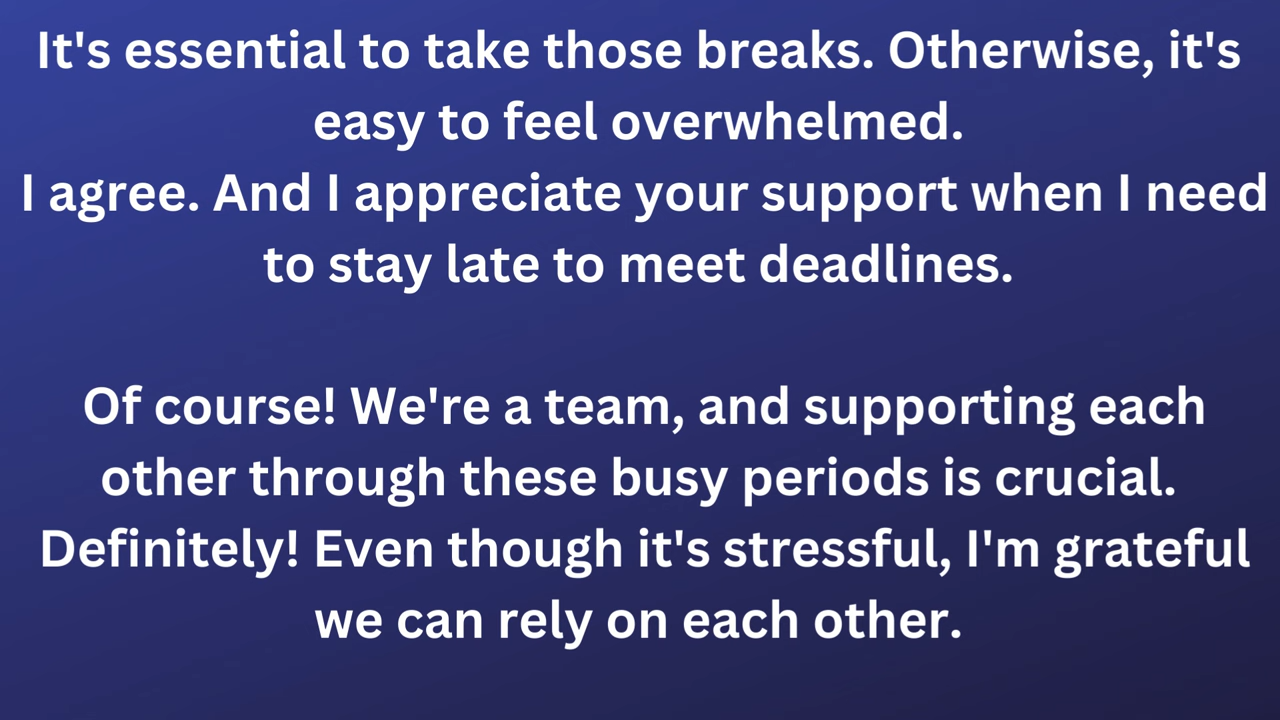 It's essential to take those breaks. Otherwise, it's
easy to feel overwhelmed.
I agree. And I appreciate your support when I need
to stay late to meet deadlines.
Of course! We're a team, and supporting each
other through these busy periods is crucial.
Definitely! Even though it's stressful, I'm grateful
we can rely on each other.